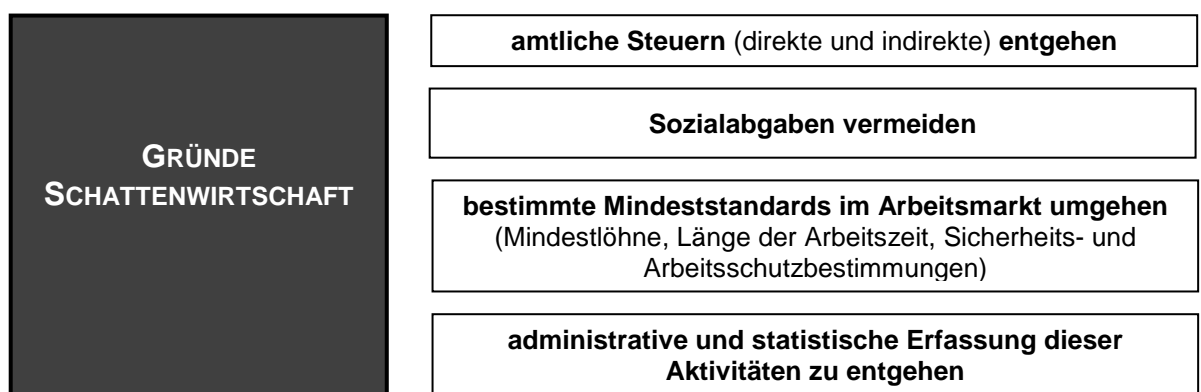 GRÜNDE
SCHATTENWIRTSCHAFT
amtliche Steuern (direkte und indirekte) entgehen
Sozialabgaben vermeiden
bestimmte Mindeststandards im Arbeitsmarkt umgehen
(Mindestlöhne, Länge der Arbeitszeit, Sicherheits- und
Arbeitsschutzbestimmungen)
administrative und statistische Erfassung dieser
Aktivitäten zu entgehen